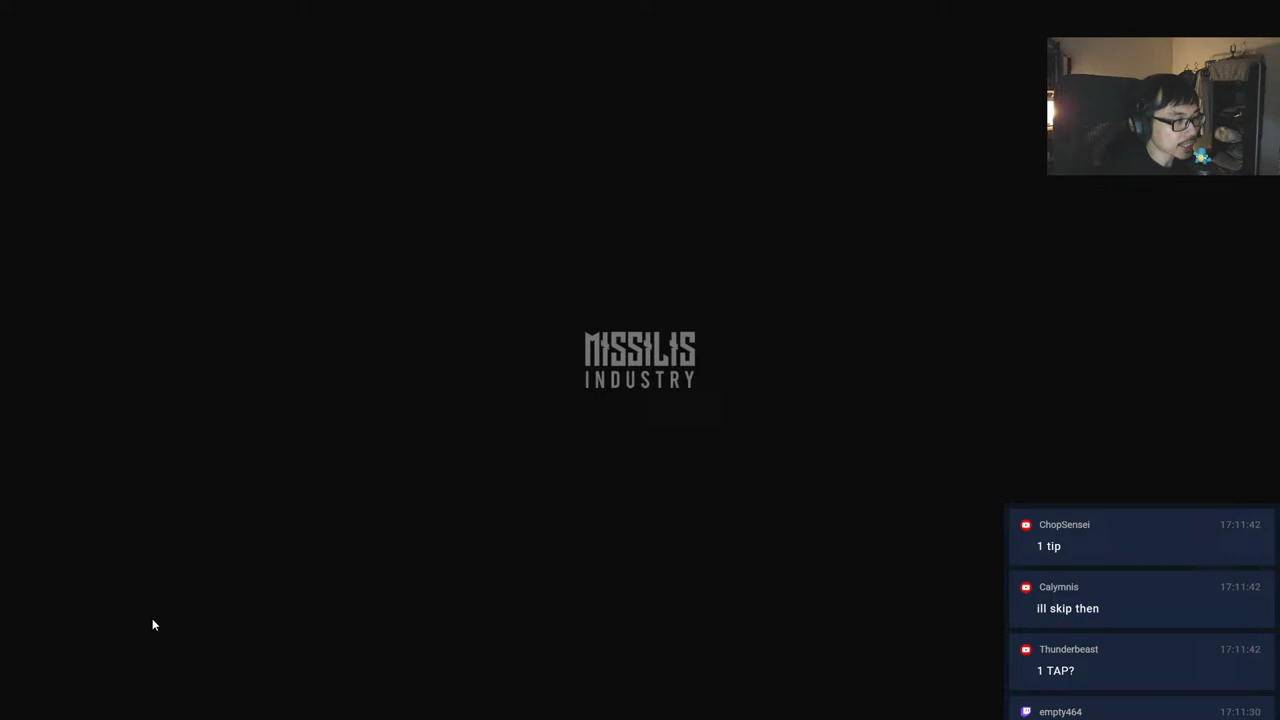 MISSILIS
INDUSTRY
ChopSensei 17:11:42
1 tip
Calymnis 17:11:42
ill skip then
Thunderbeast 17:11:42
1 TAP?
empty464 17:11:30